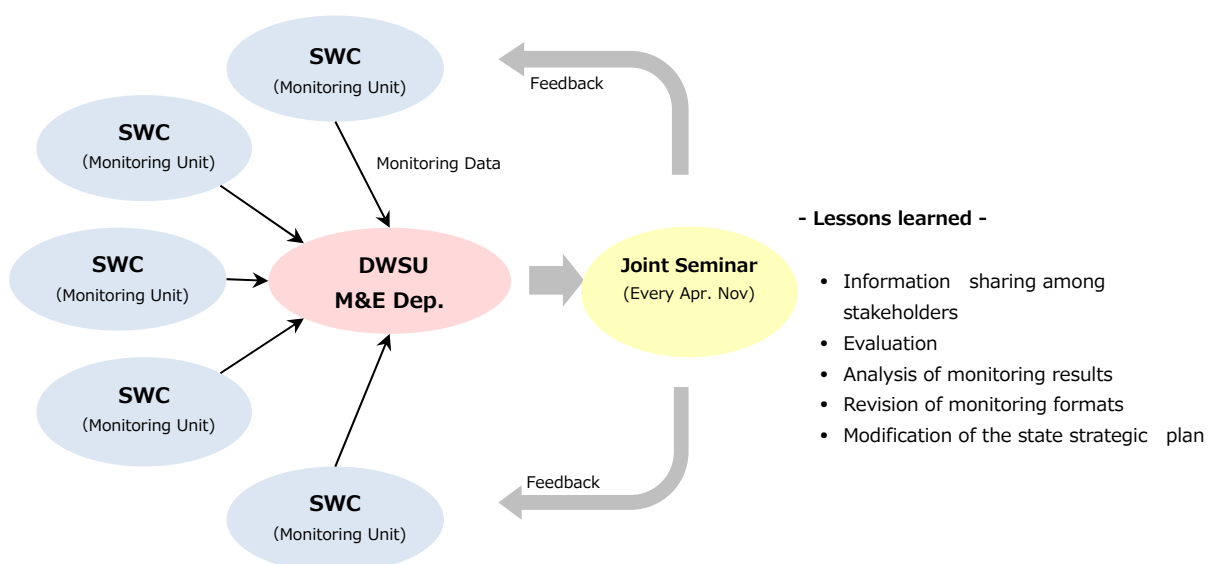 SWC
(Monitoring Unit)
Feedback
SWC
(Monitoring Unit)
Monitoring Data
SWC
(Monitoring Unit)
DWSU
M&E Dep.
Joint Seminar
(Every Apr. Nov)
- Lessons learned -
• Information sharing among
stakeholders
• Evaluation
• Analysis of monitoring results
• Revision of monitoring formats
• Modification of the state strategic plan
SWC
(Monitoring Unit)
Feedback
SWC
(Monitoring Unit)